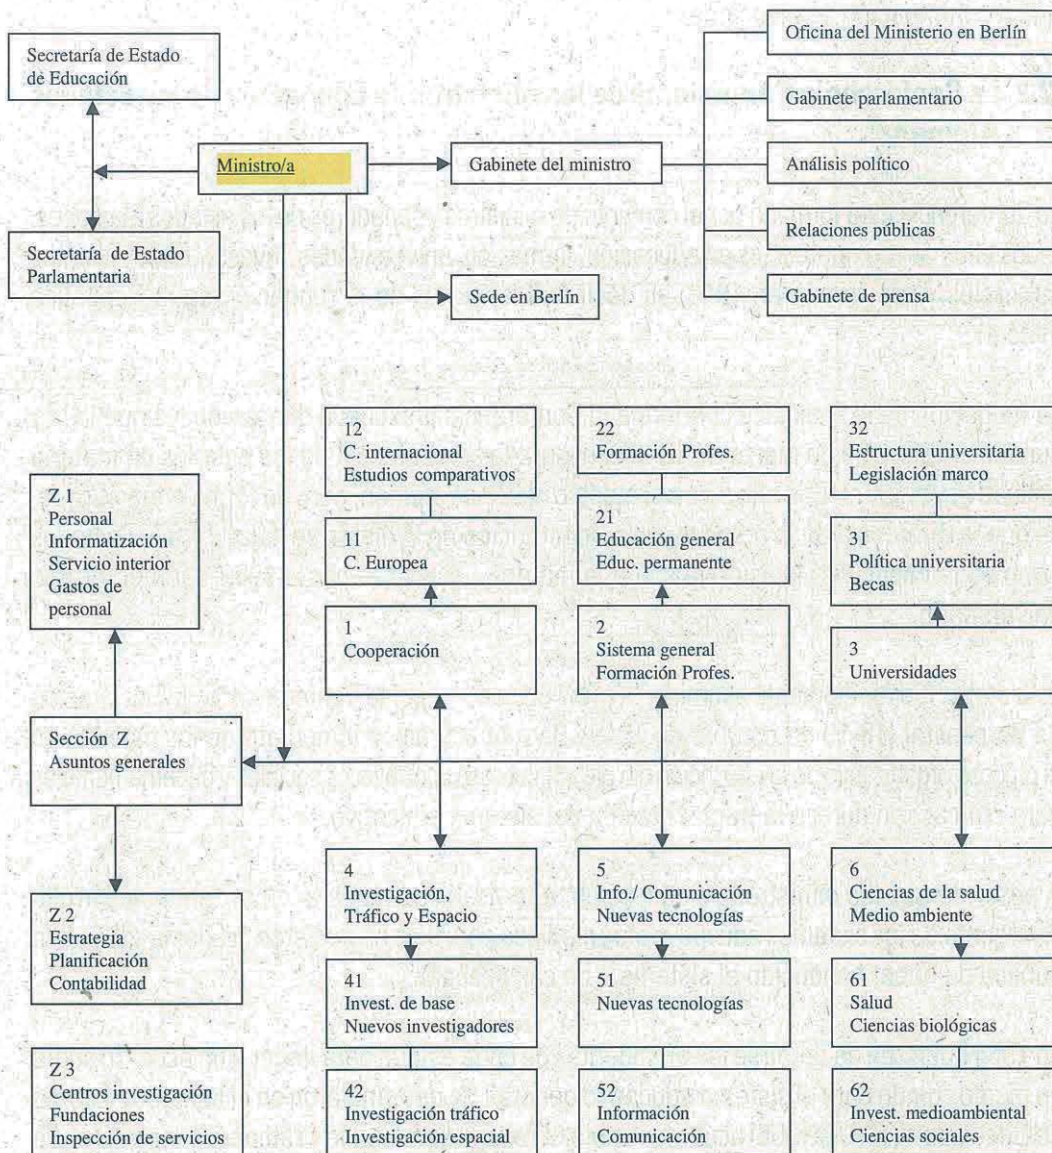 Secretaría de Estado
de Educación
Oficina del Ministerio en Berlín
Gabinete parlamentario
Ministro/a
Gabinete del ministro
Análisis político
Secretaría de Estado
Parlamentaria
Relaciones públicas
Sede en Berlín
Gabinete de prensa
12
C. internacional
Estudios comparativos
22
Formación Profes.
32
Estructura universitaria
Legislación marco
Z 1
Personal
Informatización
Servicio interior
Gastos de
personal
11
C. Europea
21
Educación general
Educ. permanente
31
Política universitaria
Becas
1
Cooperación
2
Sistema general
Formación Profes.
3
Universidades
Sección Z
Asuntos generales
4
Investigación,
Tráfico y Espacio
5
Info./ Comunicación
Nuevas tecnologías
6
Ciencias de la salud
Medio ambiente
Z 2
Estrategia
Planificación
Contabilidad
41
Invest. de base
Nuevos investigadores
51
Nuevas tecnologías
61
Salud
Ciencias biológicas
Z 3
Centros investigación
Fundaciones
Inspección de servicios
42
Investigación tráfico
Investigación espacial
52
Información
Comunicación
62
Invest. medioambiental
Ciencias sociales